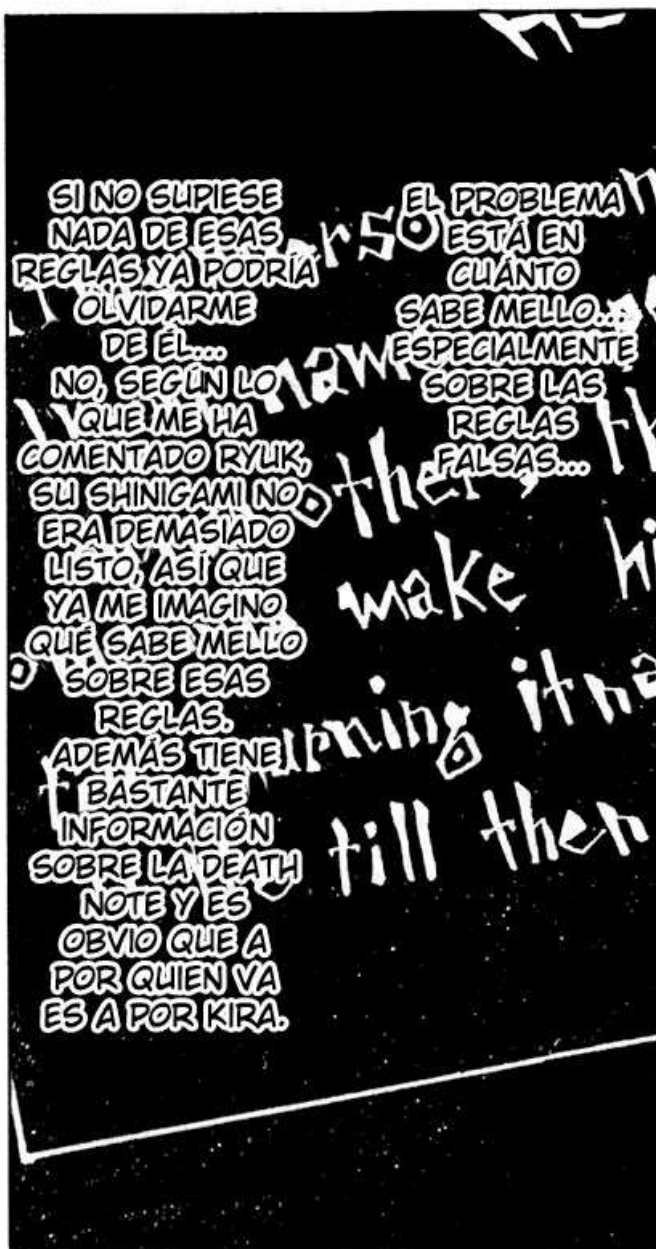 EL PROBLEMA
ESTÁ EN
CUÁNTO
SABE MELLO...
ESPECIALMENTE
SOBRE LAS
REGLAS
FALSAS...
SI NO SUPIESE
NADA DE ESAS
REGLAS YA PODRÍA
OLVIDARME
DE ÉL...
NO, SEGÚN LO
QUE ME HA
COMENTADO RYUK,
SU SHINIGAMI NO
ERA DEMASIADO
LISTO, ASÍ QUE
YA ME IMAGINO
QUÉ SABE MELLO
SOBRE ESAS
REGLAS.
ADEMÁS TIENE
BASTANTE
INFORMACIÓN
SOBRE LA DEATH
NOTE Y ES
OBVIO QUE A
POR QUIEN VA
ES A POR KIRA.
other,
make
till then